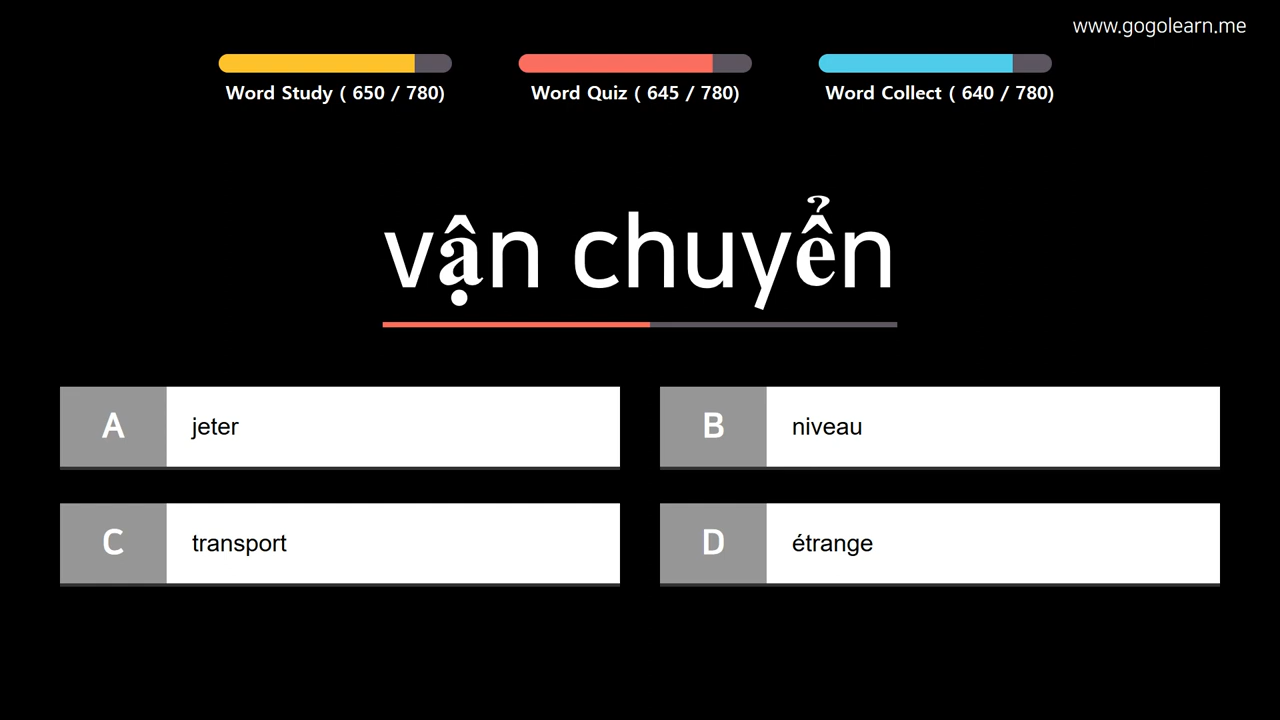 www.gogolearn.me
Word Study ( 650 / 780)
Word Quiz ( 645 / 780)
Word Collect ( 640 / 780)
vận chuyển
A jeter
B niveau
C transport
D étrange